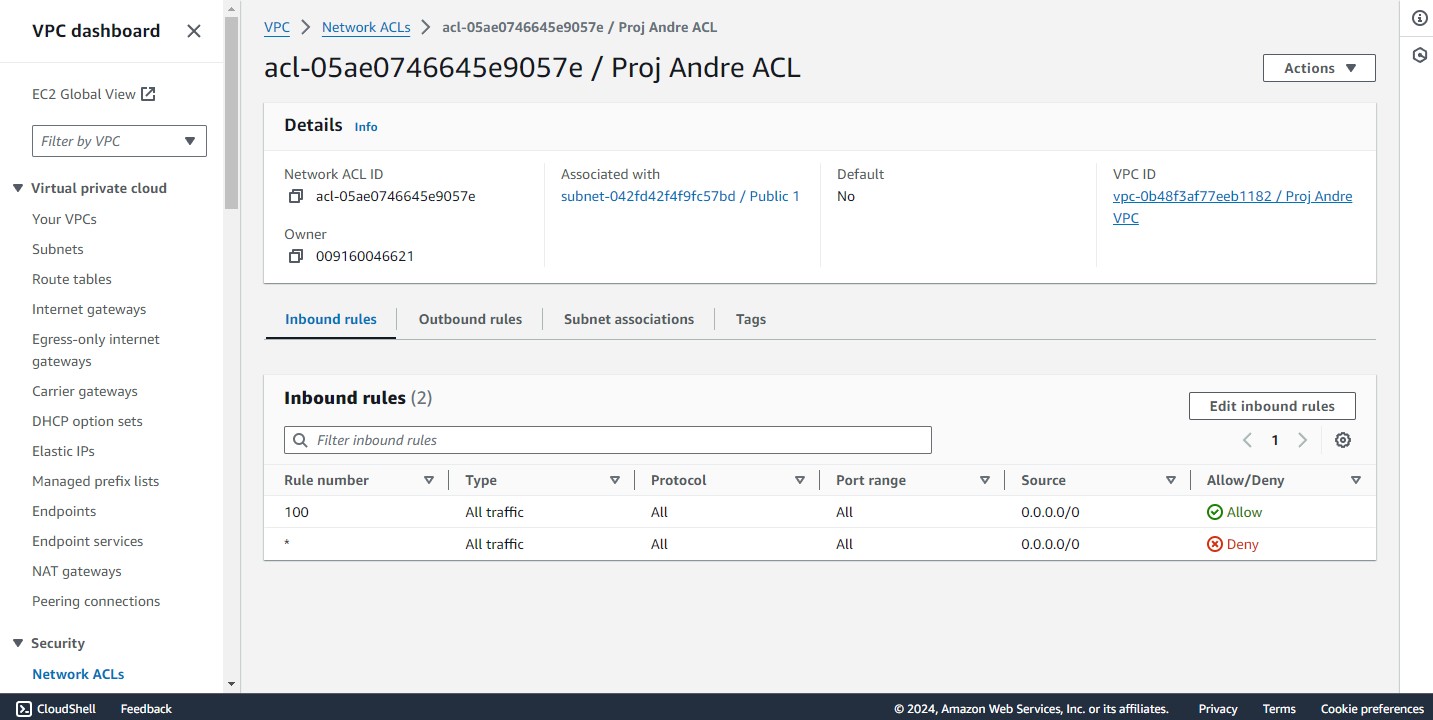 VPC dashboard
EC2 Global View
Filter by VPC
Virtual private cloud
Your VPCs
Subnets
Route tables
Internet gateways
Egress-only internet
gateways
Carrier gateways
DHCP option sets
Elastic IPs
Managed prefix lists
Endpoints
Endpoint services
NAT gateways
Peering connections
Security
Network ACLs
VPC Network ACLs acl-05ae0746645e9057e / Proj Andre ACL
acl-05ae0746645e9057e / Proj Andre ACL
Actions
Details Info
Network ACL ID
acl-05ae0746645e9057e
Owner
009160046621
Associated with
subnet-042fd42f4f9fc57bd / Public 1
Default
No
VPC ID
vpc-0b48f3af77eeb1182 / Proj Andre
VPC
Inbound rules Outbound rules Subnet associations Tags
Inbound rules (2)
Edit inbound rules
Filter inbound rules
1
Rule number Type Protocol Port range Source Allow/Deny
100 All traffic All All 0.0.0.0/0 Allow
* All traffic All All 0.0.0.0/0 Deny
CloudShell Feedback © 2024, Amazon Web Services, Inc. or its affiliates. Privacy Terms Cookie preferences